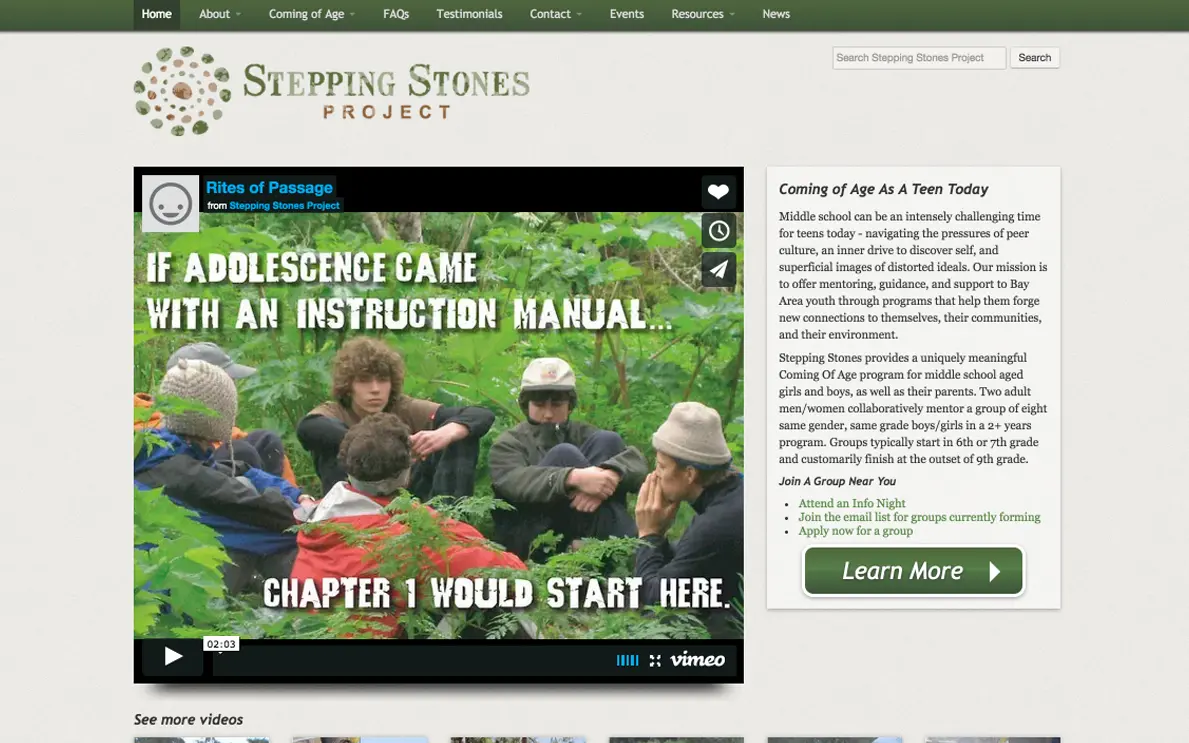 Home About Coming of Age FAQs Testimonials Contact Events Resources News
STEPPING STONES
PROJECT
Search Stepping Stones Project Search
Rites of Passage
from Stepping Stones Project
IF ADOLESCENCE CAME
WITH AN INSTRUCTION MANUAL...
CHAPTER 1 WOULD START HERE.
02:03
vimeo
Coming of Age As A Teen Today
Middle school can be an intensely challenging time
for teens today - navigating the pressures of peer
culture, an inner drive to discover self, and
superficial images of distorted ideals. Our mission is
to offer mentoring, guidance, and support to Bay
Area youth through programs that help them forge
new connections to themselves, their communities,
and their environment.
Stepping Stones provides a uniquely meaningful
Coming Of Age program for middle school aged
girls and boys, as well as their parents. Two adult
men/women collaboratively mentor a group of eight
same gender, same grade boys/girls in a 2+ years
program. Groups typically start in 6th or 7th grade
and customarily finish at the outset of 9th grade.
Join A Group Near You
Attend an Info Night
Join the email list for groups currently forming
Apply now for a group
Learn More
See more videos